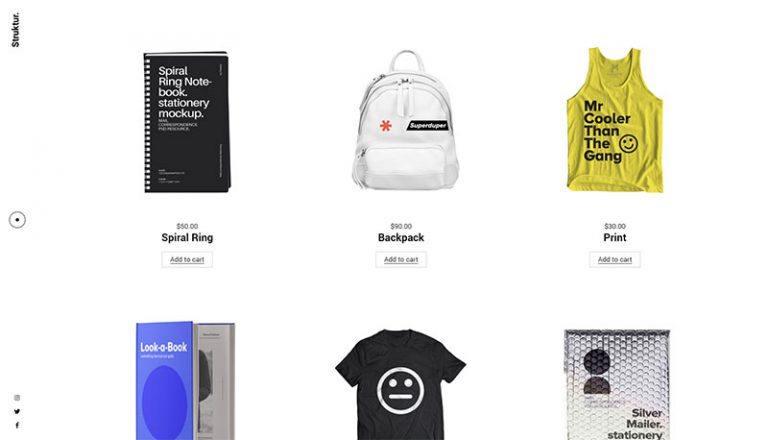 Struktur.
Spiral
Ring Note-
book.
stationery
mockup.
MAIL
CORRESPONDENCE
PSD RESOURCE.
Superduper
Mr
Cooler
Than
The
Gang
$50.00
Spiral Ring
Add to cart
$90.00
Backpack
Add to cart
$30.00
Print
Add to cart
Look-a-Book
Silver
Mailer.
stationery